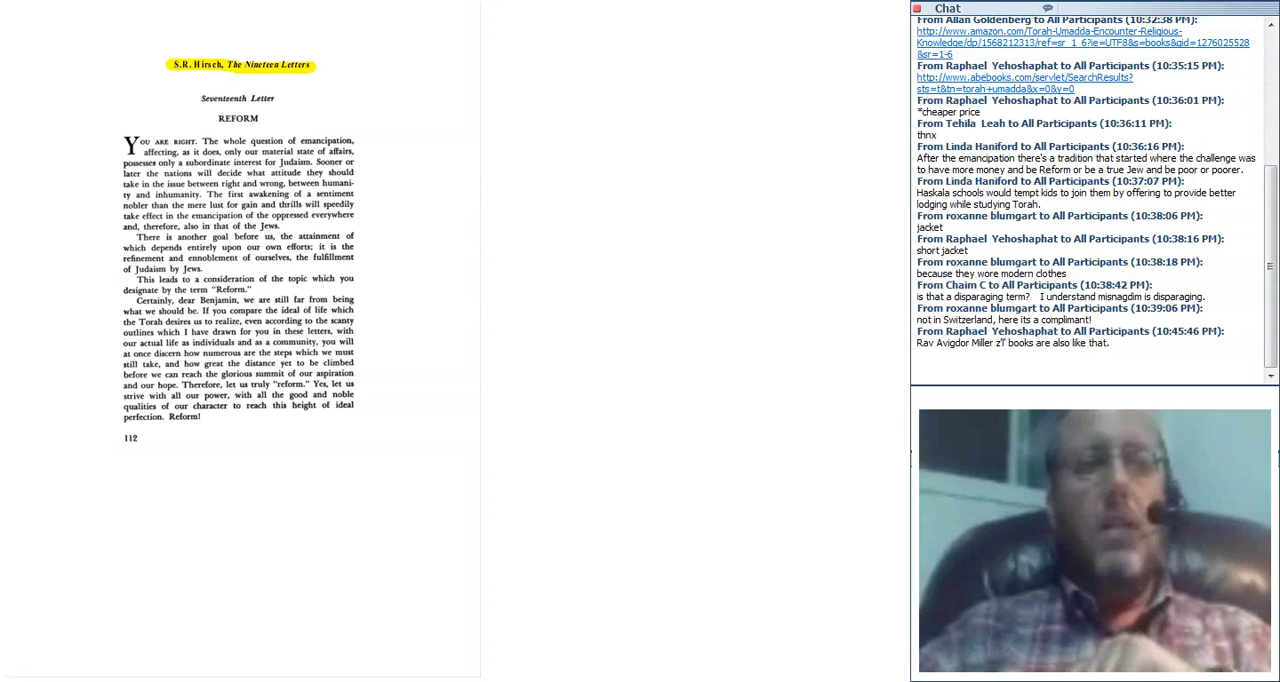 S.R. Hirsch, The Nineteen Letters
Seventeenth Letter
REFORM
YOU ARE RIGHT. The whole question of emancipation,
affecting, as it does, only our material state of affairs,
possesses only a subordinate interest for Judaism. Sooner or
later the nations will decide what attitude they should
take in the issue between right and wrong, between humani-
ty and inhumanity. The first awakening of a sentiment
nobler than the mere lust for gain and thrills will speedily
take effect in the emancipation of the oppressed everywhere
and, therefore, also in that of the Jews.
There is another goal before us, the attainment of
which depends entirely upon our own efforts; it is the
refinement and ennoblement of ourselves, the fulfillment
of Judaism by Jews.
This leads to a consideration of the topic which you
designate by the term "Reform."
Certainly, dear Benjamin, we are still far from being
what we should be. If you compare the ideal of life which
the Torah desires us to realize, even according to the scanty
outlines which I have drawn for you in these letters, with
our actual life as individuals and as a community, you will
at once discern how numerous are the steps which we must
still take, and how great the distance yet to be climbed
before we can reach the glorious summit of our aspiration
and our hope. Therefore, let us truly "reform." Yes, let us
strive with all our power, with all the good and noble
qualities of our character to reach this height of ideal
perfection. Reform!
112
Chat
From Allan Goldenberg to All Participants (10:32:38 PM):
http://www.amazon.com/Torah-Umadda-Encounter-Religious-
Knowledge/dp/1568212313/ref=sr_1_6?ie=UTF8&s=books&qid=1276025528
&sr=1-6
From Raphael Yehoshaphat to All Participants (10:35:15 PM):
http://www.abebooks.com/servlet/SearchResults?
sts=t&tn=torah+umadda&x=0&y=0
From Raphael Yehoshaphat to All Participants (10:36:01 PM):
*cheaper price
From Tehila Leah to All Participants (10:36:11 PM):
thnx
From Linda Haniford to All Participants (10:36:16 PM):
After the emancipation there's a tradition that started where the challenge was
to have more money and be Reform or be a true Jew and be poor or poorer.
From Linda Haniford to All Participants (10:37:07 PM):
Haskala schools would tempt kids to join them by offering to provide better
lodging while studying Torah.
From roxanne blumgart to All Participants (10:38:06 PM):
jacket
From Raphael Yehoshaphat to All Participants (10:38:16 PM):
short jacket
From roxanne blumgart to All Participants (10:38:18 PM):
because they wore modern clothes
From Chaim C to All Participants (10:38:42 PM):
is that a disparaging term? I understand misnagdim is disparaging.
From roxanne blumgart to All Participants (10:39:06 PM):
not in Switzerland, here its a complimant!
From Raphael Yehoshaphat to All Participants (10:45:46 PM):
Rav Avigdor Miller z"l' books are also like that.